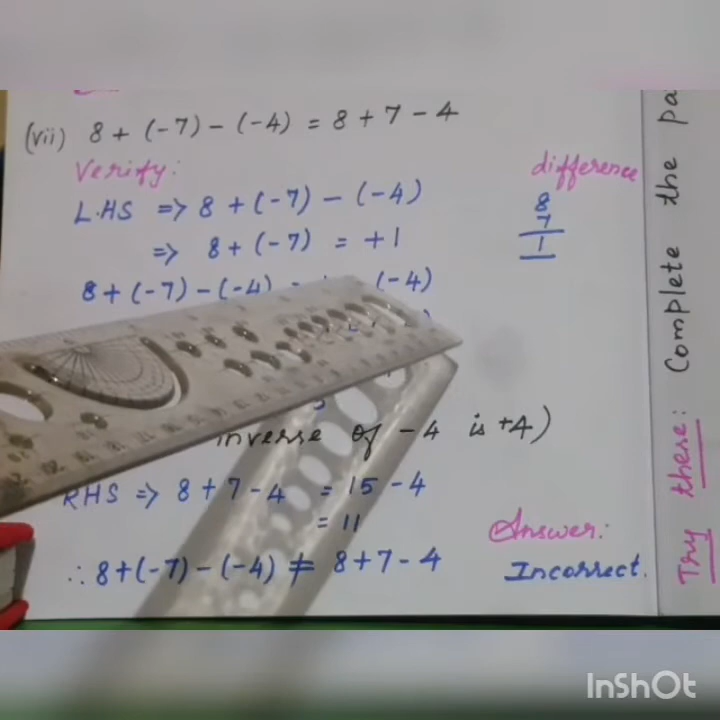 (vii) 8 + (-7) - (-4) = 8 + 7 - 4
Verify:
L.HS => 8 + (-7) - (-4)
=> 8 + (-7) = +1
difference
8
7
1
8 + (-7) - (-4) (-4)
inverse of -4 is +4)
RHS => 8 + 7 - 4 = 15 - 4
= 11
∴ 8 + (-7) - (-4) ≠ 8 + 7 - 4
Answer:
Incorrect.
Try these: Complete the pa
InShOt